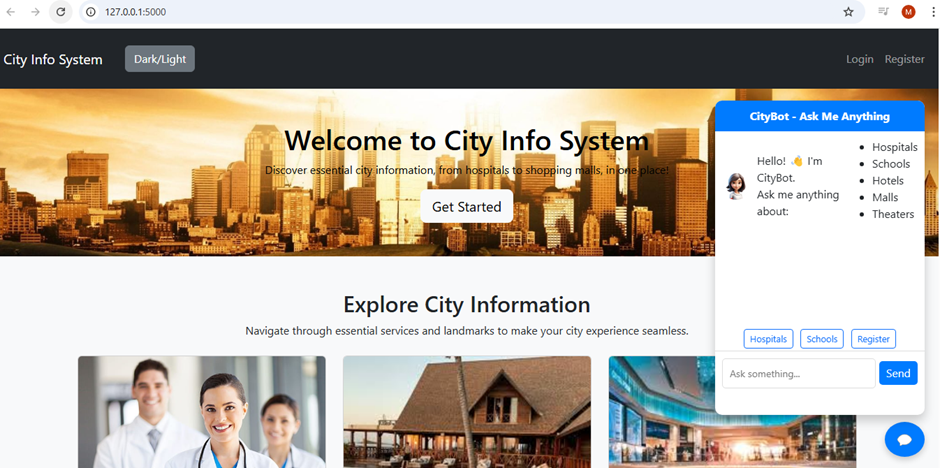 127.0.0.1:5000
M
City Info System
Dark/Light
Login
Register
Welcome to City Info System
Discover essential city information, from hospitals to shopping malls, in one place!
Get Started
Explore City Information
Navigate through essential services and landmarks to make your city experience seamless.
CityBot - Ask Me Anything
Hello! 👋 I'm
CityBot.
Ask me anything
about:
Hospitals
Schools
Hotels
Malls
Theaters
Hospitals
Schools
Register
Ask something...
Send